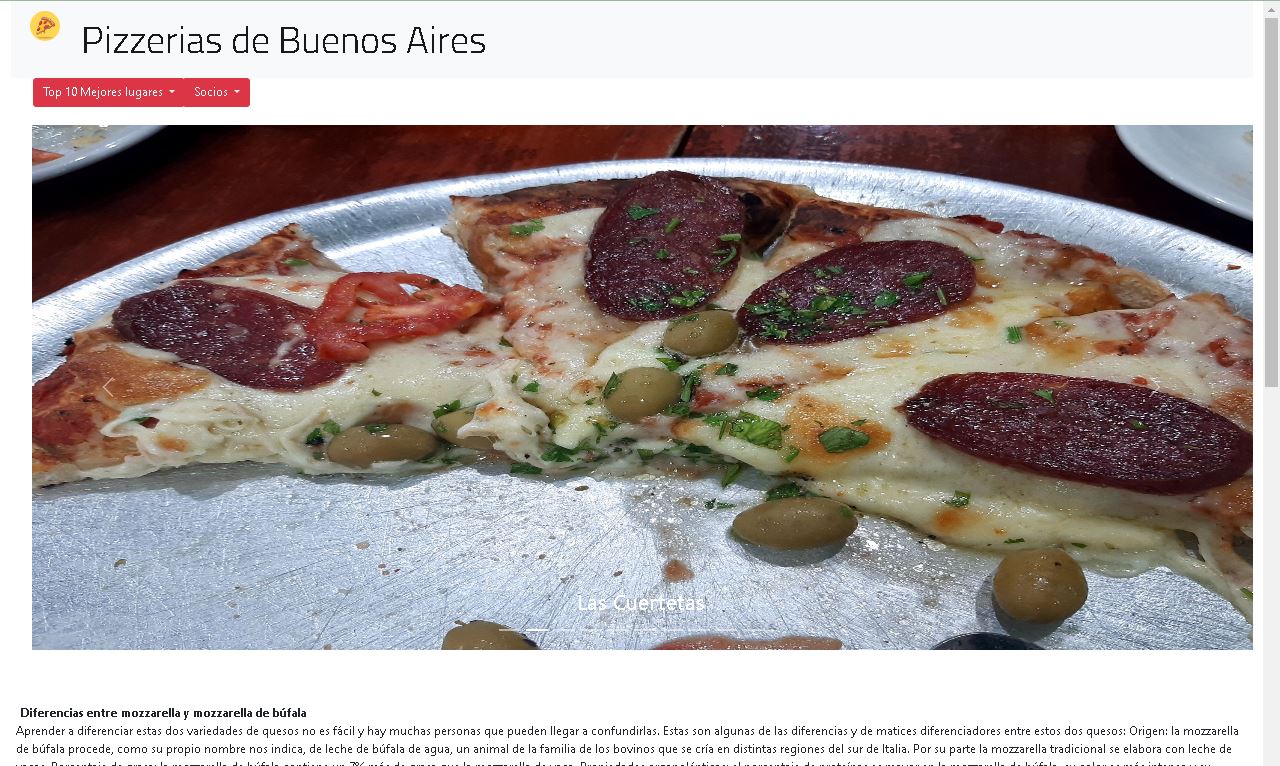 Pizzerias de Buenos Aires
Top 10 Mejores lugares
Socios
Las Cuerretas
Diferencias entre mozzarella y mozzarella de búfala
Aprender a diferenciar estas dos variedades de quesos no es fácil y hay muchas personas que pueden llegar a confundirlas. Estas son algunas de las diferencias y de matices diferenciadores entre estos dos quesos: Origen: la mozzarella
de búfala procede, como su propio nombre nos indica, de leche de búfala de agua, un animal de la familia de los bovinos que se cría en distintas regiones del sur de Italia. Por su parte la mozzarella tradicional se elabora con leche de